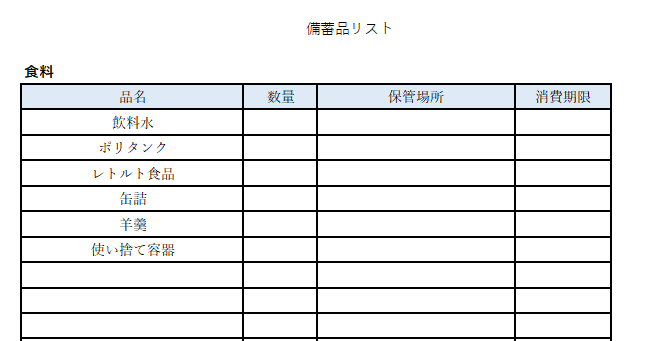 備蓄品リスト
食料
品名 数量 保管場所 消費期限
飲料水
ポリタンク
レトルト食品
缶詰
羊羹
使い捨て容器